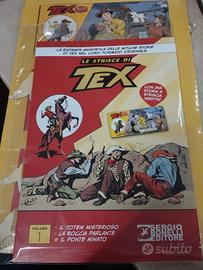 TEX
LA RISTAMPA ANASTATICA DELLE MITICHE STORIE
DI TEX NEL LORO FORMATO ORIGINALE
LE STRISCE DI
TEX
CON UNA
STORIA A
STRISCIA
INEDITA!
VOLUME
1
IL TOTEM MISTERIOSO
LA ROCCIA PARLANTE
IL PONTE MINATO
SERGIO
BONELLI
EDITORE
subito